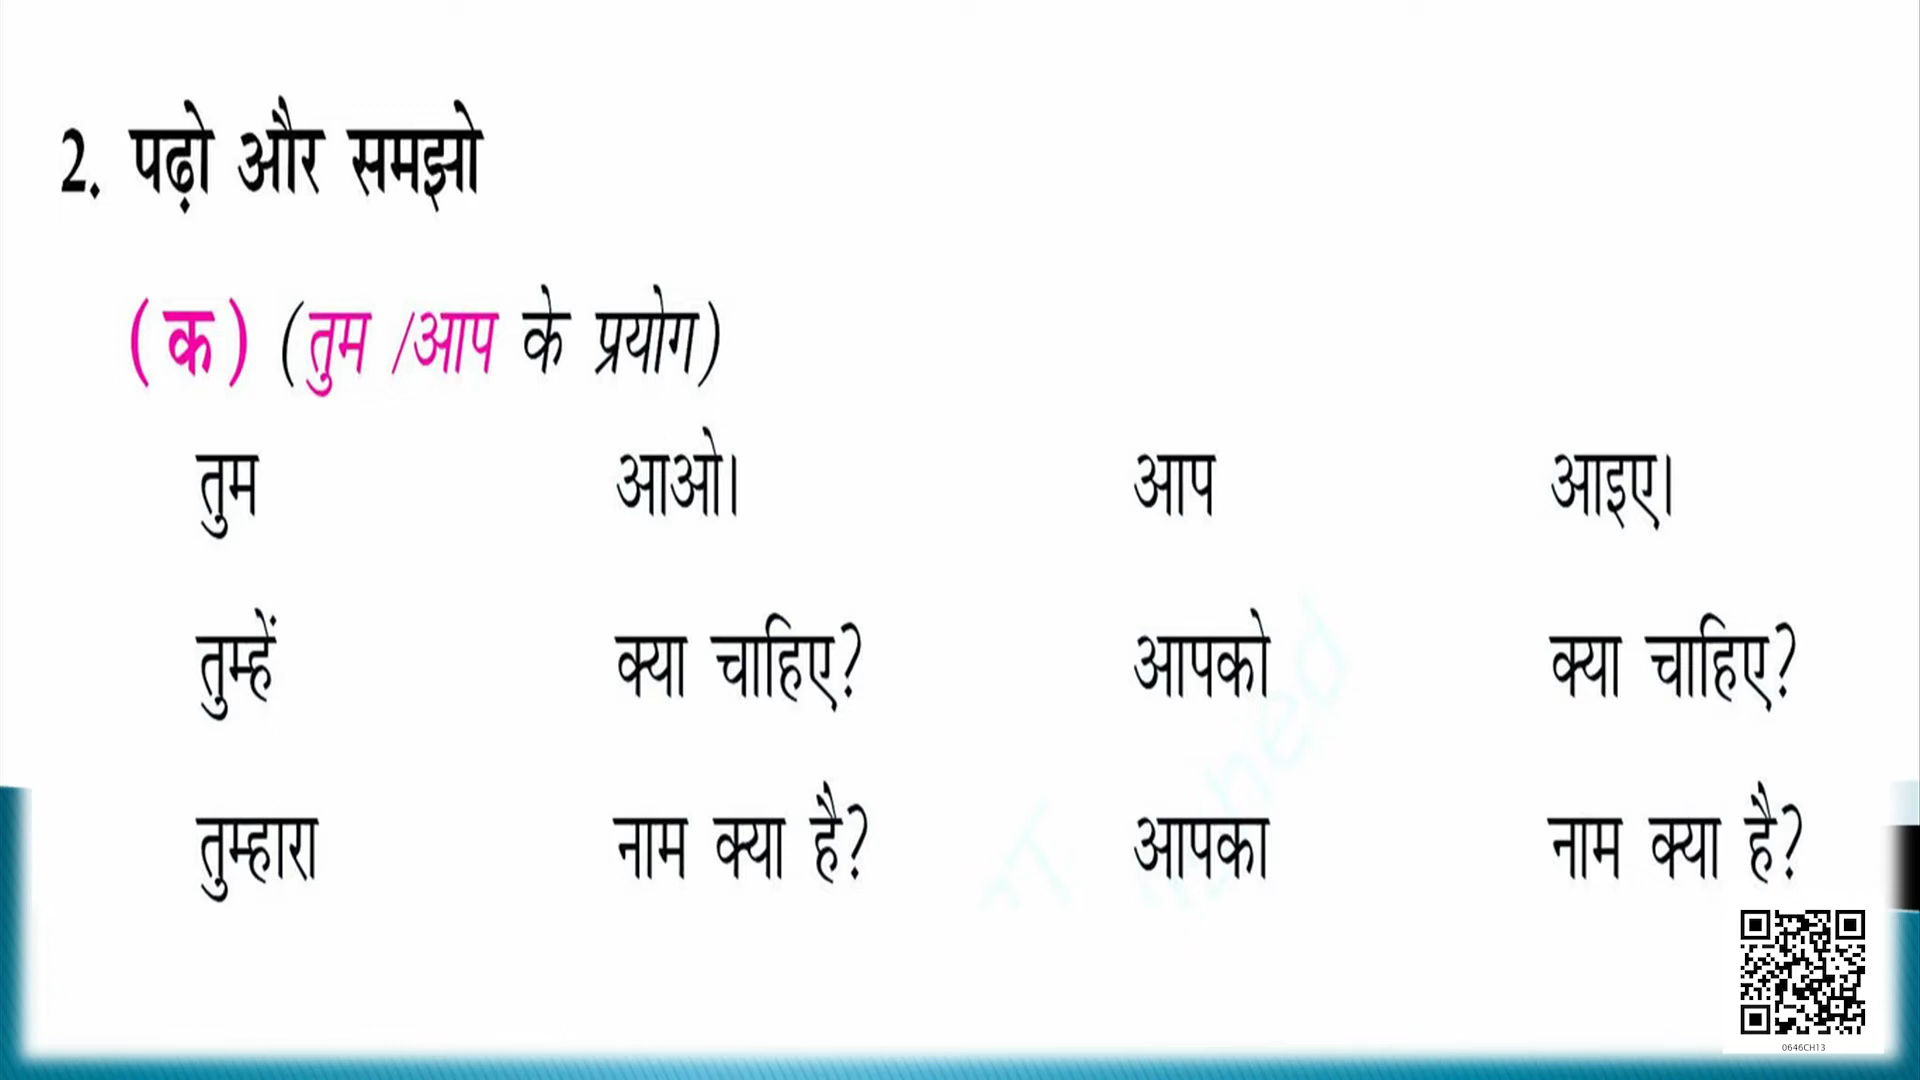 2. पढ़ो और समझो
(क) (तुम /आप के प्रयोग)
तुम आओ। आप आइए।
तुम्हें क्या चाहिए? आपको क्या चाहिए?
तुम्हारा नाम क्या है? आपका नाम क्या है?
0646CH13